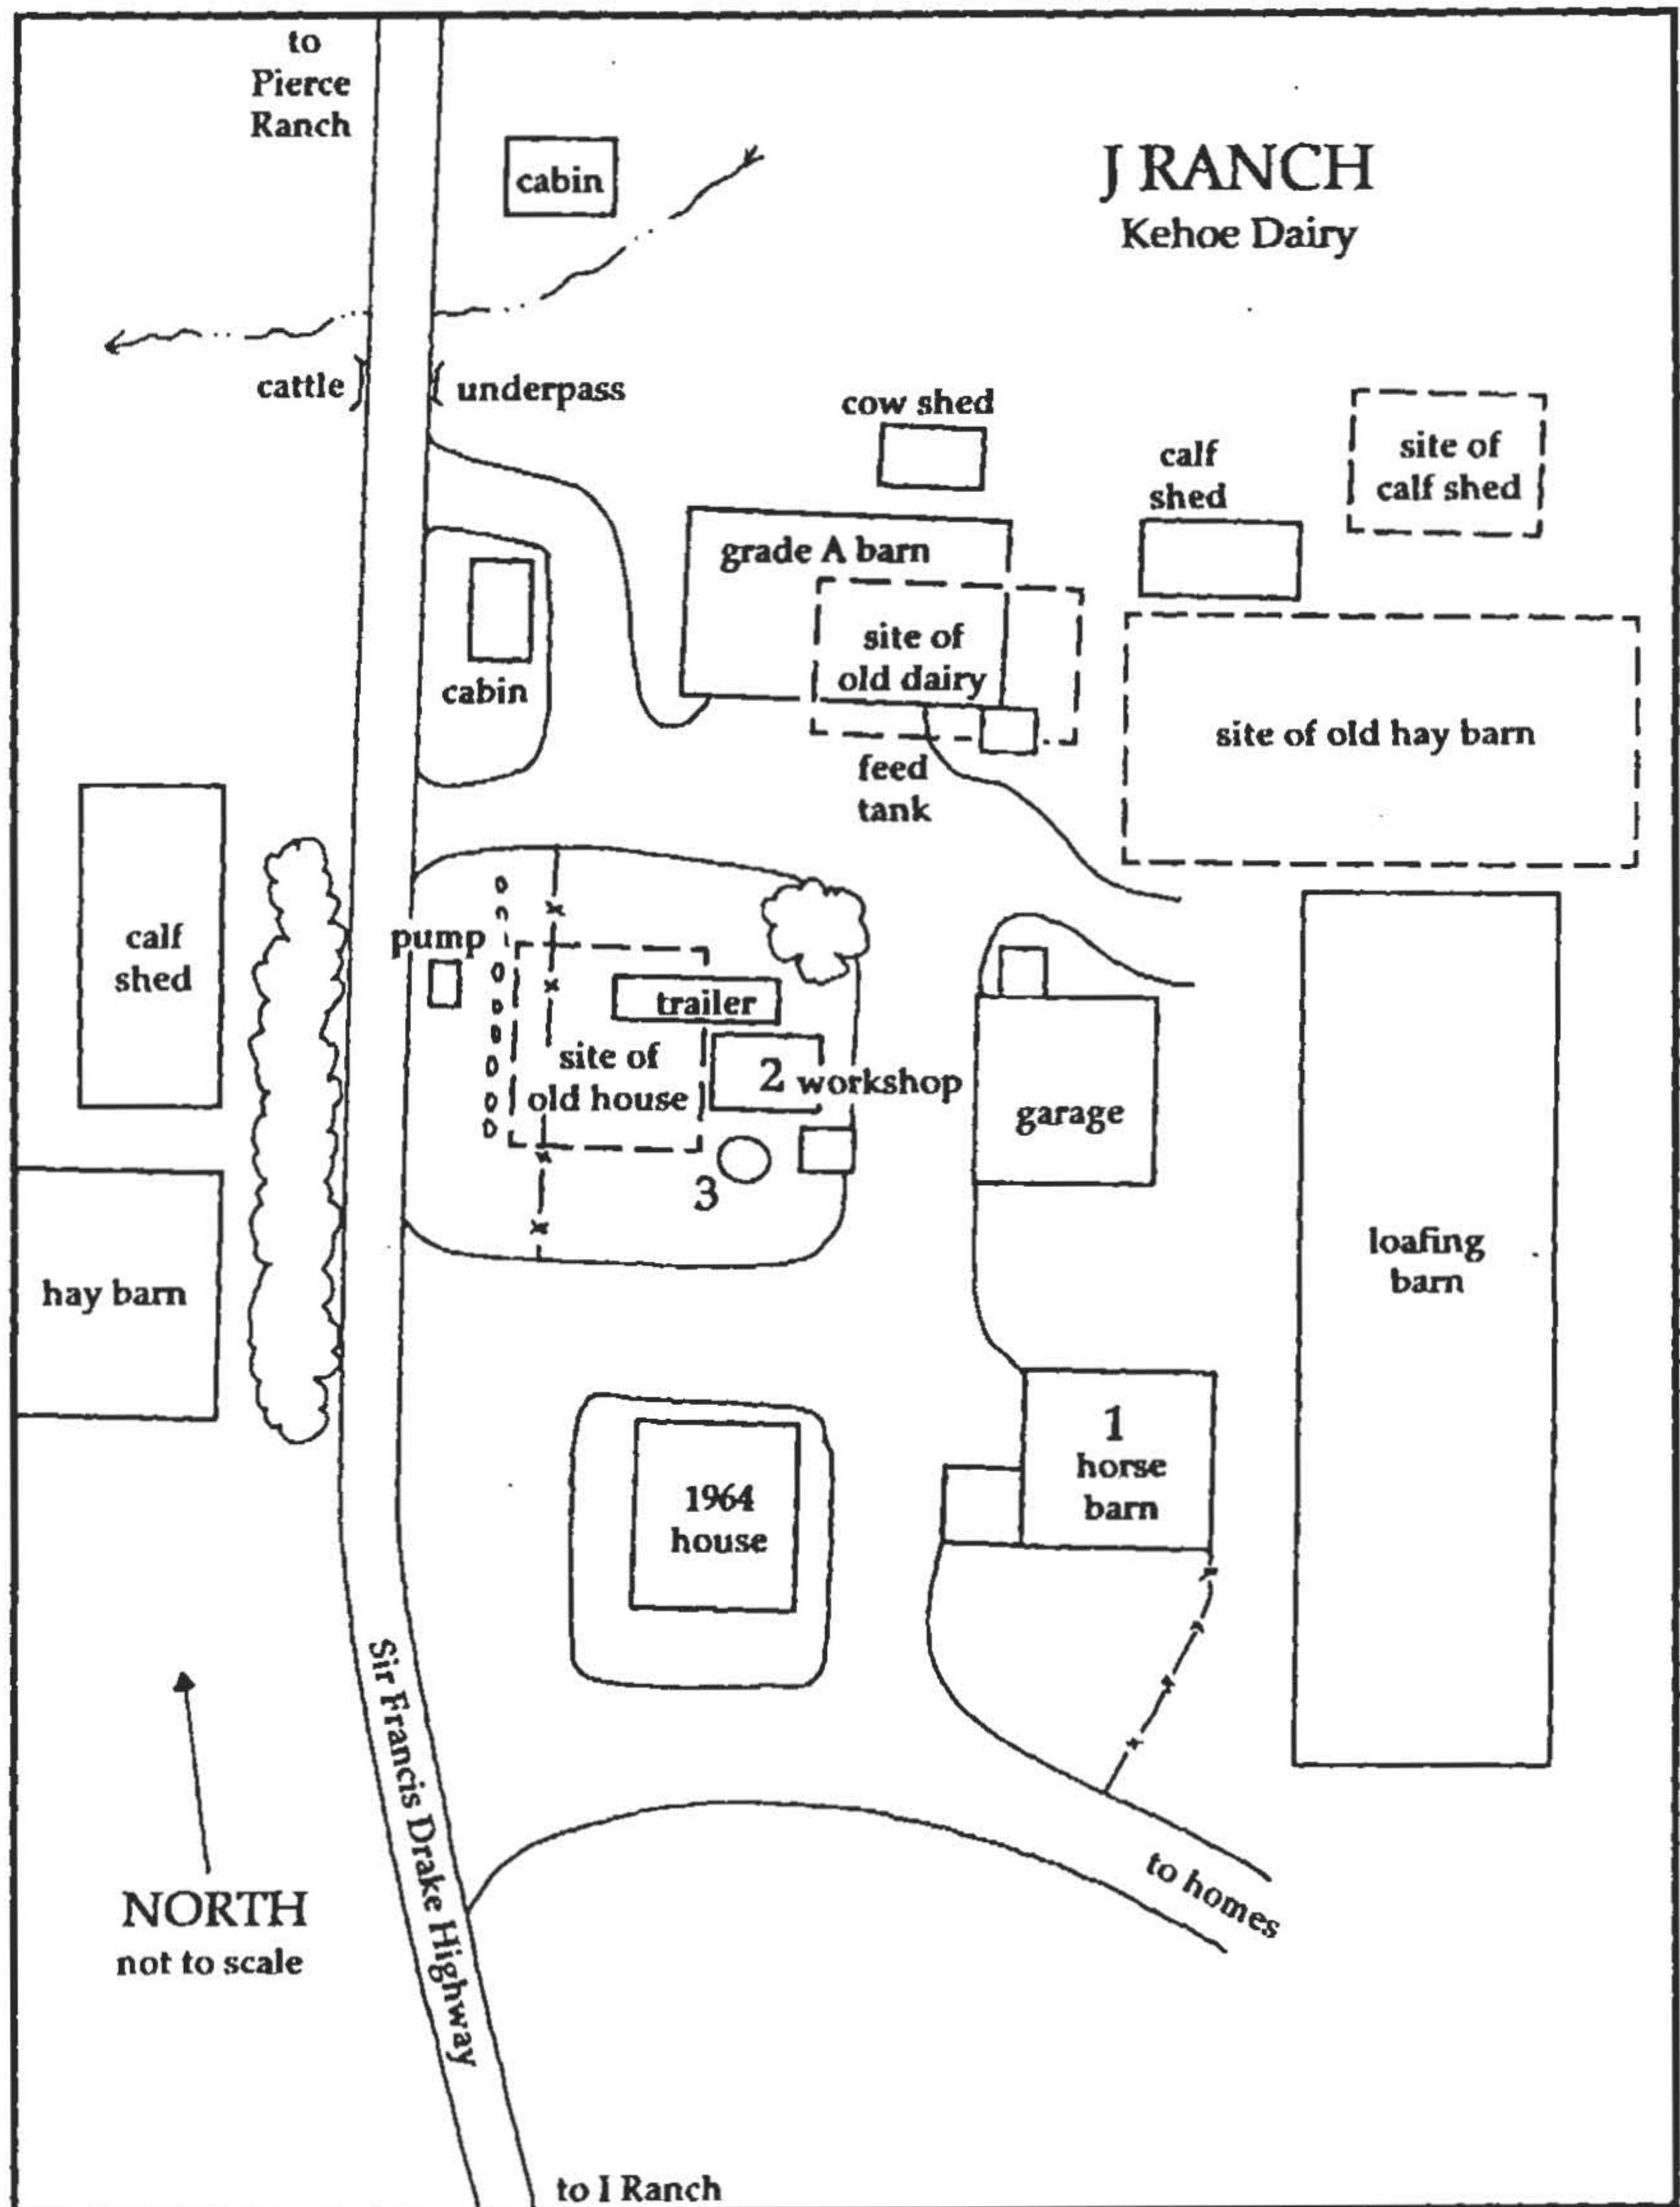 to
Pierce
Ranch
cabin
J RANCH
Kehoe Dairy
cattle
underpass
cow shed
calf
shed
site of
calf shed
grade A barn
site of
old dairy
cabin
site of old hay barn
feed
tank
calf
shed
pump
trailer
site of
old house
2 workshop
garage
3
hay barn
loafing
barn
1
horse
barn
1964
house
Sir Francis Drake Highway
NORTH
not to scale
to homes
to I Ranch